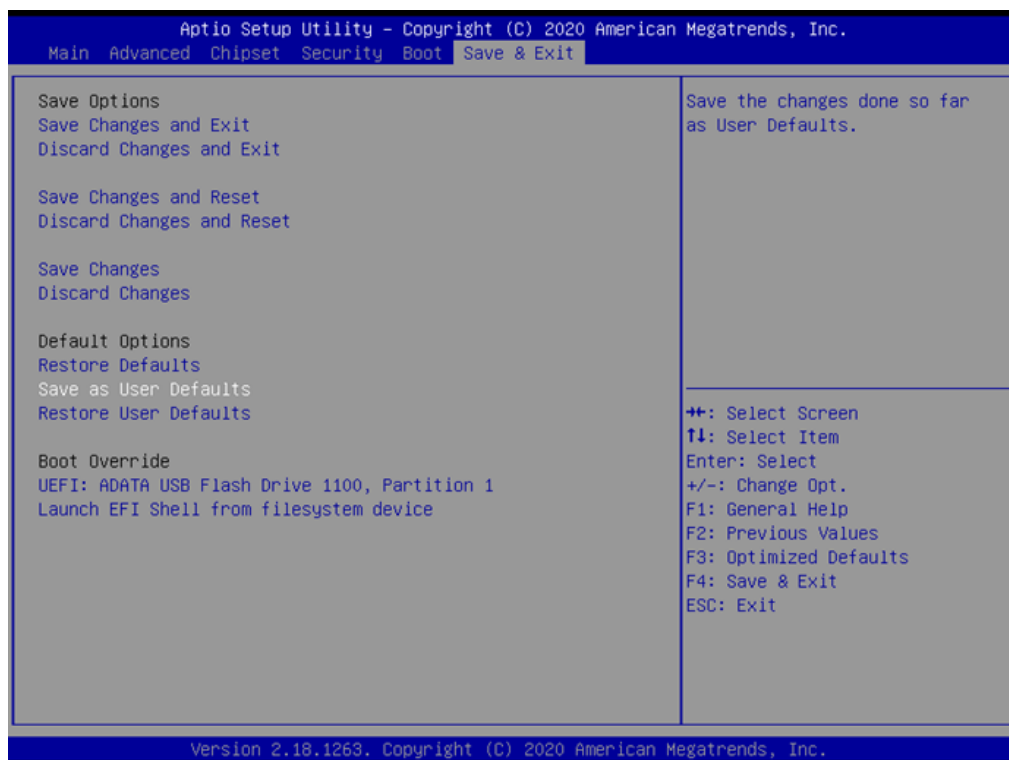 Aptio Setup Utility – Copyright (C) 2020 American Megatrends, Inc.
Main Advanced Chipset Security Boot Save & Exit
Save Options
Save Changes and Exit
Discard Changes and Exit
Save Changes and Reset
Discard Changes and Reset
Save Changes
Discard Changes
Default Options
Restore Defaults
Save as User Defaults
Restore User Defaults
Boot Override
UEFI: ADATA USB Flash Drive 1100, Partition 1
Launch EFI Shell from filesystem device
Save the changes done so far
as User Defaults.
→←: Select Screen
↑↓: Select Item
Enter: Select
+/-: Change Opt.
F1: General Help
F2: Previous Values
F3: Optimized Defaults
F4: Save & Exit
ESC: Exit
Version 2.18.1263. Copyright (C) 2020 American Megatrends, Inc.